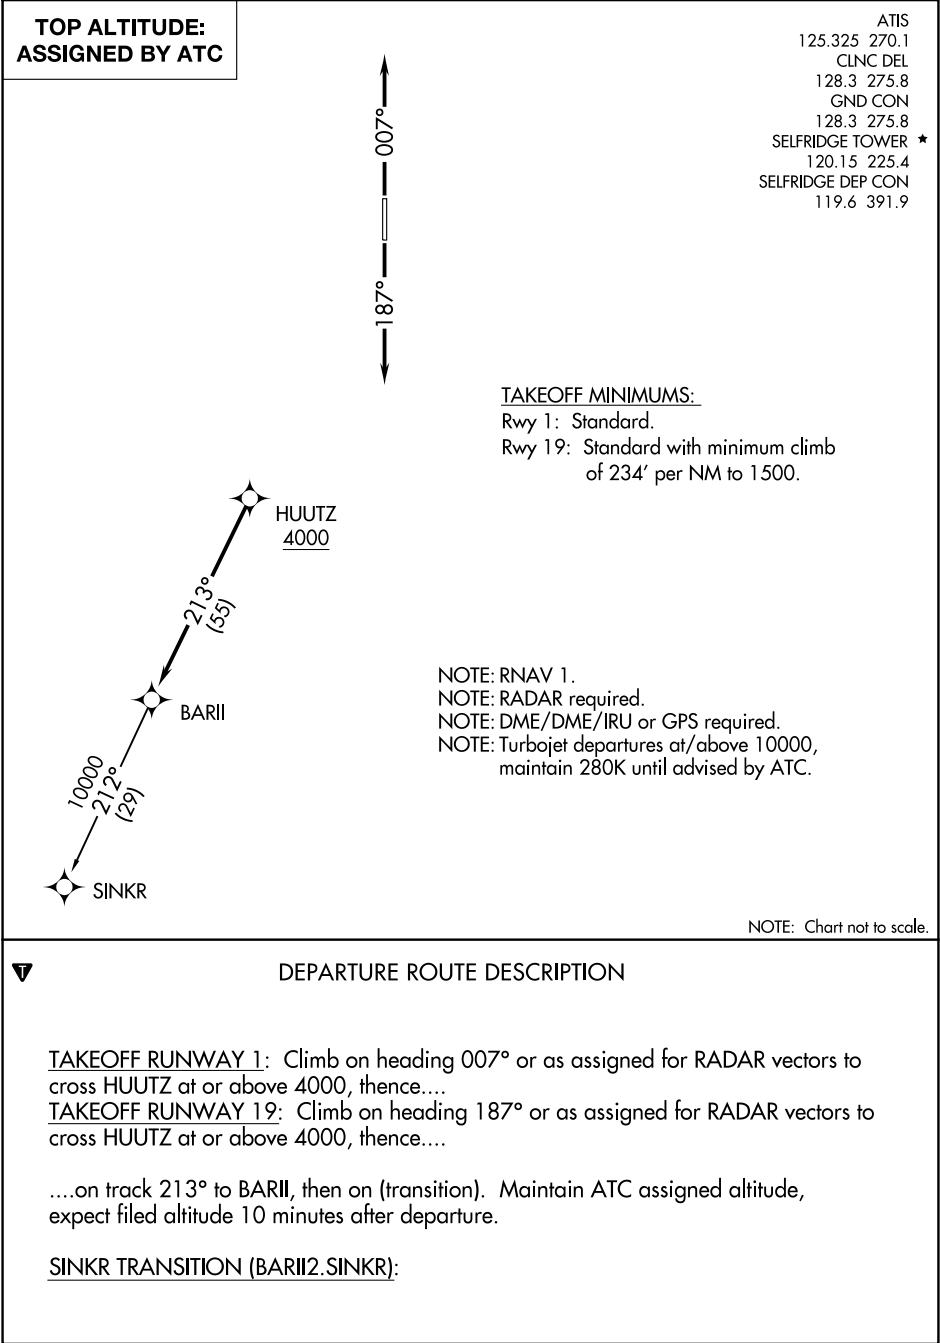 TOP ALTITUDE:
ASSIGNED BY ATC
ATIS
125.325 270.1
CLNC DEL
128.3 275.8
GND CON
128.3 275.8
SELFRIDGE TOWER ★
120.15 225.4
SELFRIDGE DEP CON
119.6 391.9
007°
187°
TAKEOFF MINIMUMS:
Rwy 1: Standard.
Rwy 19: Standard with minimum climb
of 234' per NM to 1500.
HUUTZ
4000
213°
(55)
BARII
NOTE: RNAV 1.
NOTE: RADAR required.
NOTE: DME/DME/IRU or GPS required.
NOTE: Turbojet departures at/above 10000,
maintain 280K until advised by ATC.
10000
212°
(29)
SINKR
NOTE: Chart not to scale.
T
DEPARTURE ROUTE DESCRIPTION
TAKEOFF RUNWAY 1: Climb on heading 007° or as assigned for RADAR vectors to
cross HUUTZ at or above 4000, thence....
TAKEOFF RUNWAY 19: Climb on heading 187° or as assigned for RADAR vectors to
cross HUUTZ at or above 4000, thence....
....on track 213° to BARII, then on (transition). Maintain ATC assigned altitude,
expect filed altitude 10 minutes after departure.
SINKR TRANSITION (BARII2.SINKR):